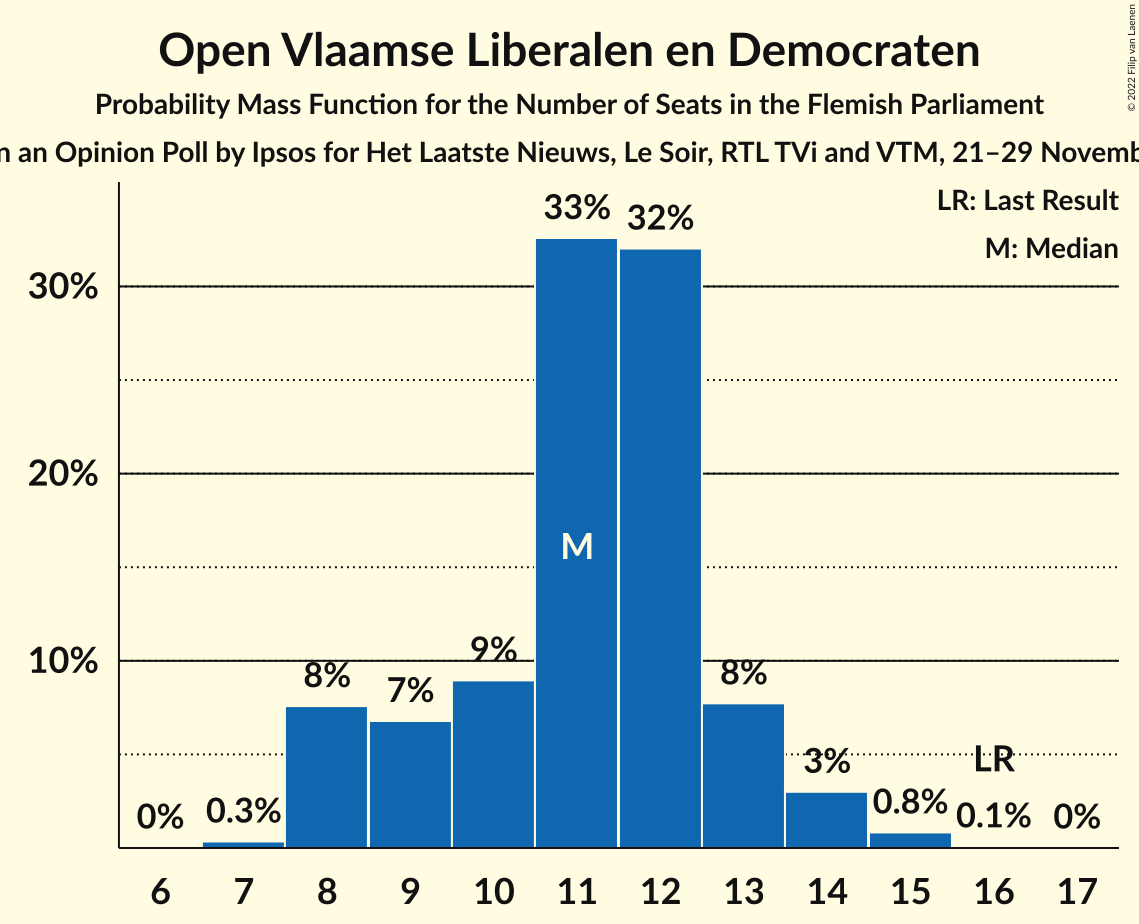 Open Vlaamse Liberalen en Democraten
Probability Mass Function for the Number of Seats in the Flemish Parliament
an Opinion Poll by Ipsos for Het Laatste Nieuws, Le Soir, RTL TVi and VTM, 21–29
LR: Last Result
M: Median
33%
32%
30%
20%
M
10%
9%
8%
7%
8%
3%
LR
0%
0.3%
0.8%
0.1%
0%
6 7 8 9 10 11 12 13 14 15 16 17
© 2022 Filip van Laenen